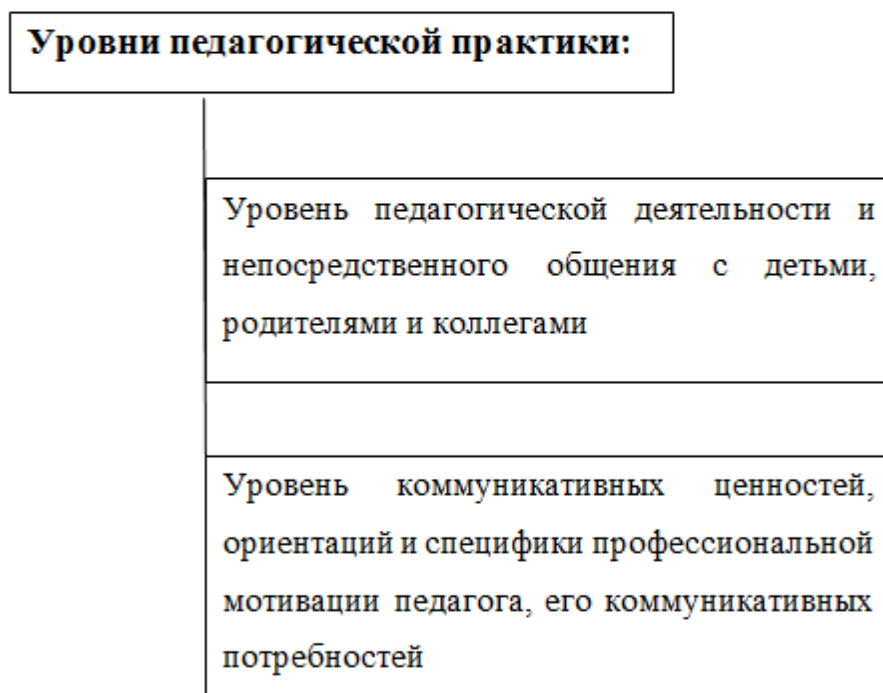 Уровни педагогической практики:
Уровень педагогической деятельности и
непосредственного общения с детьми,
родителями и коллегами
Уровень коммуникативных ценностей,
ориентаций и специфики профессиональной
мотивации педагога, его коммуникативных
потребностей